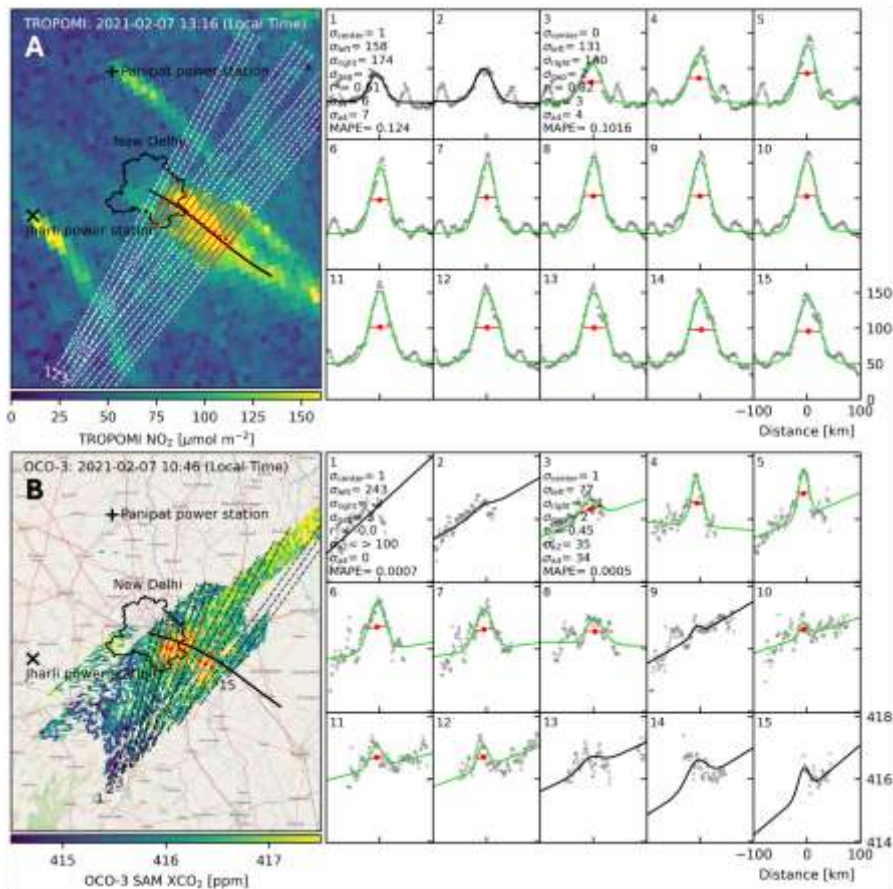 TROPOMI: 2021-02-07 13:16 (Local Time)
A
Panipat power station
New Delhi
Jharli power station
0 25 50 75 100 125 150
TROPOMI NO₂ [μmol m⁻²]
1
σcenter= 1
σleft= 158
σright= 174
MAPE= 0.124
2
3
σcenter= 0
σleft= 131
MAPE= 0.1016
4
5
6
7
8
9
10
11
12
13
14
15
150
100
50
0
−100 0 100
Distance [km]
OCO-3: 2021-02-07 10:46 (Local Time)
B
Panipat power station
New Delhi
Jharli power station
15
1
415 416 417
OCO-3 SAM XCO₂ [ppm]
1
σcenter= 1
σleft= 243
> 100
σad= 0
MAPE= 0.0007
2
3
σcenter= 1
σleft= 77
σad= 34
MAPE= 0.0005
4
5
6
7
8
9
10
11
12
13
14
15
418
416
414
−100 0 100
Distance [km]